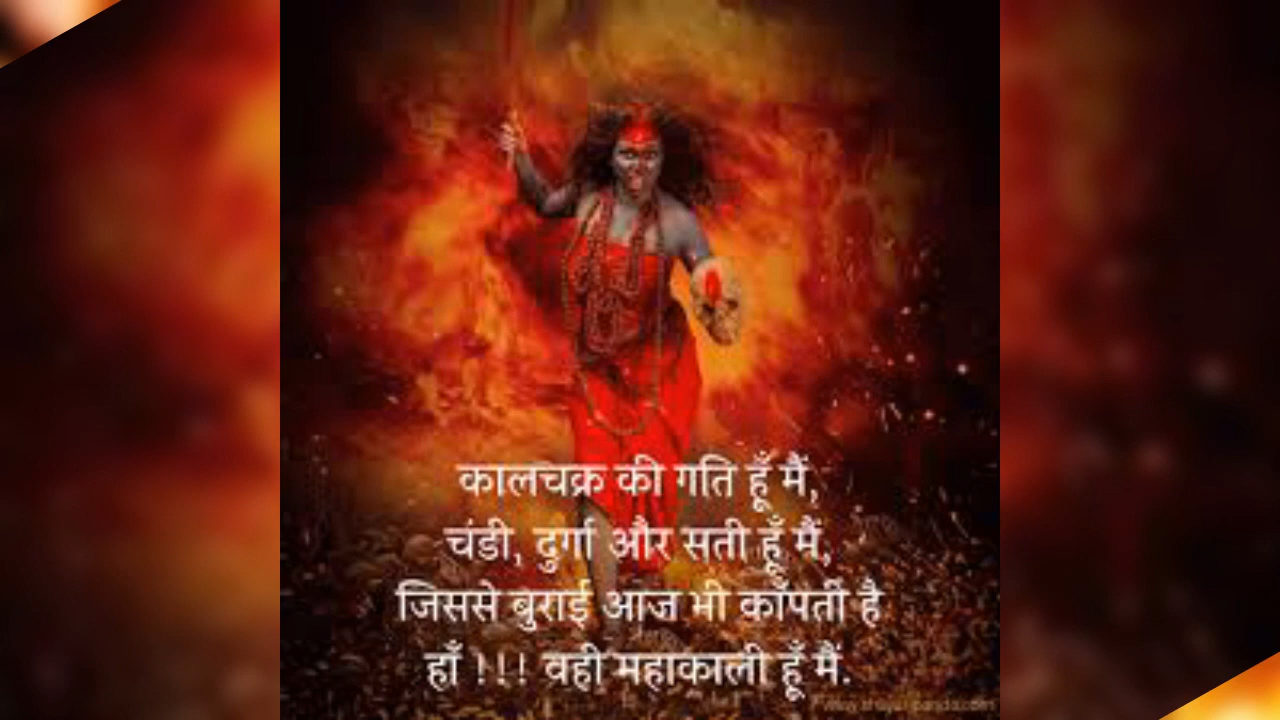 कालचक्र की गति हूँ मैं,
चंडी, दुर्गा और सती हूँ मैं,
जिससे बुराई आज भी काँपती है
हाँ !!! वही महाकाली हूँ मैं.